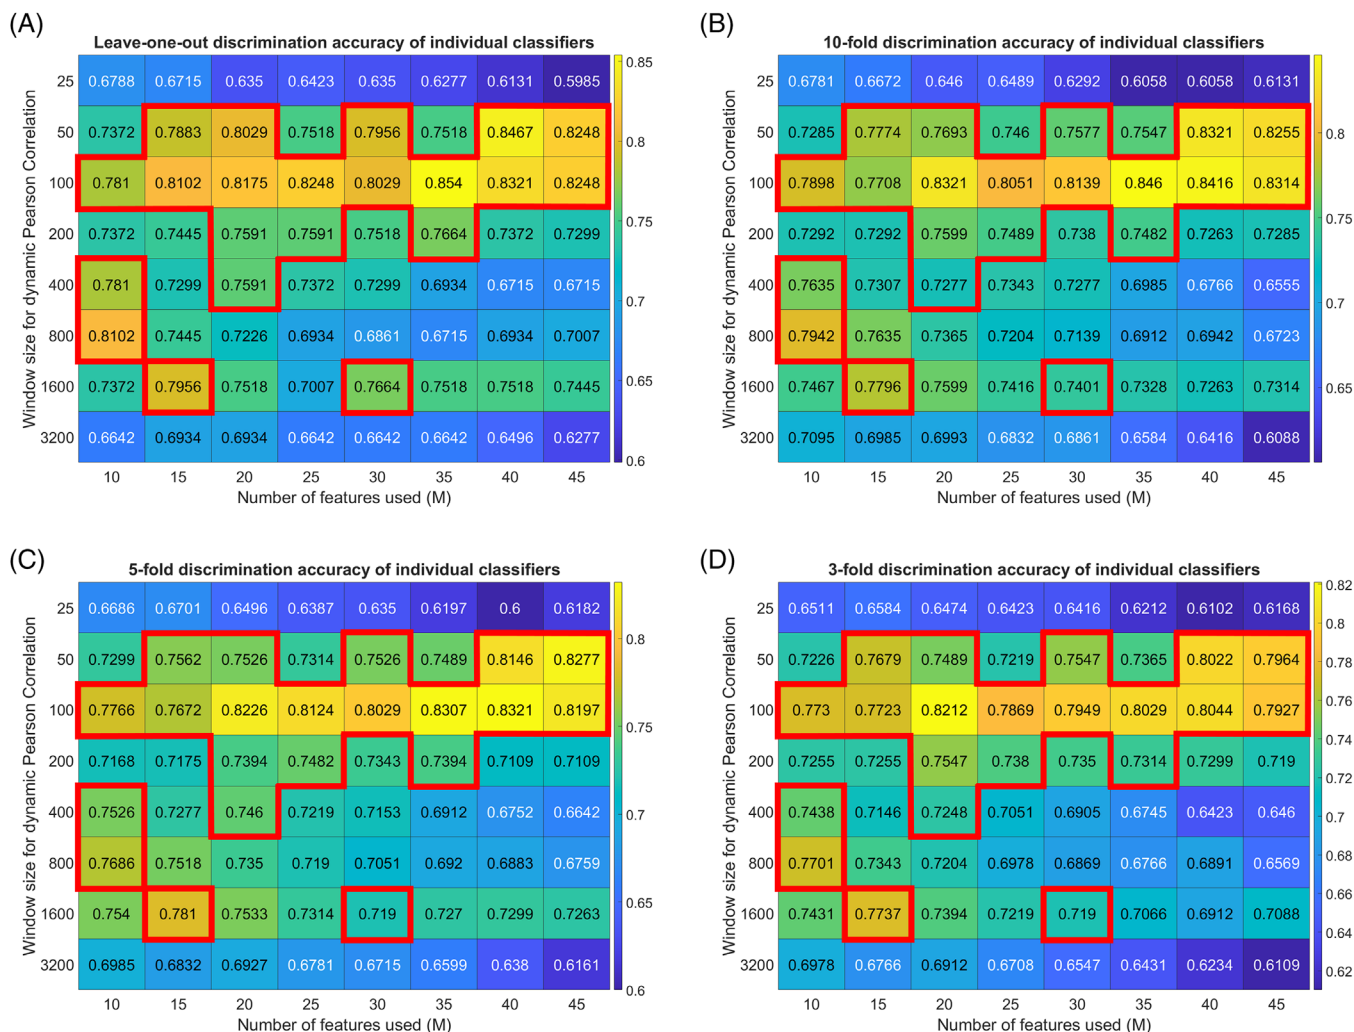 (A)
Leave-one-out discrimination accuracy of individual classifiers
Window size for dynamic Pearson Correlation
25 0.6788 0.6715 0.635 0.6423 0.635 0.6277 0.6131 0.5985
50 0.7372 0.7883 0.8029 0.7518 0.7956 0.7518 0.8467 0.8248
100 0.781 0.8102 0.8175 0.8248 0.8029 0.854 0.8321 0.8248
200 0.7372 0.7445 0.7591 0.7591 0.7518 0.7664 0.7372 0.7299
400 0.781 0.7299 0.7591 0.7372 0.7299 0.6934 0.6715 0.6715
800 0.8102 0.7445 0.7226 0.6934 0.6861 0.6715 0.6934 0.7007
1600 0.7372 0.7956 0.7518 0.7007 0.7664 0.7518 0.7518 0.7445
3200 0.6642 0.6934 0.6934 0.6642 0.6642 0.6642 0.6496 0.6277
10 15 20 25 30 35 40 45
Number of features used (M)
0.85
0.8
0.75
0.7
0.65
0.6
(B)
10-fold discrimination accuracy of individual classifiers
Window size for dynamic Pearson Correlation
25 0.6781 0.6672 0.646 0.6489 0.6292 0.6058 0.6058 0.6131
50 0.7285 0.7774 0.7693 0.746 0.7577 0.7547 0.8321 0.8255
100 0.7898 0.7708 0.8321 0.8051 0.8139 0.846 0.8416 0.8314
200 0.7292 0.7292 0.7599 0.7489 0.738 0.7482 0.7263 0.7285
400 0.7635 0.7307 0.7277 0.7343 0.7277 0.6985 0.6766 0.6555
800 0.7942 0.7635 0.7365 0.7204 0.7139 0.6912 0.6942 0.6723
1600 0.7467 0.7796 0.7599 0.7416 0.7401 0.7328 0.7263 0.7314
3200 0.7095 0.6985 0.6993 0.6832 0.6861 0.6584 0.6416 0.6088
10 15 20 25 30 35 40 45
Number of features used (M)
0.8
0.75
0.7
0.65
(C)
5-fold discrimination accuracy of individual classifiers
Window size for dynamic Pearson Correlation
25 0.6686 0.6701 0.6496 0.6387 0.635 0.6197 0.6 0.6182
50 0.7299 0.7562 0.7526 0.7314 0.7526 0.7489 0.8146 0.8277
100 0.7766 0.7672 0.8226 0.8124 0.8029 0.8307 0.8321 0.8197
200 0.7168 0.7175 0.7394 0.7482 0.7343 0.7394 0.7109 0.7109
400 0.7526 0.7277 0.746 0.7219 0.7153 0.6912 0.6752 0.6642
800 0.7686 0.7518 0.735 0.719 0.7051 0.692 0.6883 0.6759
1600 0.754 0.781 0.7533 0.7314 0.719 0.727 0.7299 0.7263
3200 0.6985 0.6832 0.6927 0.6781 0.6715 0.6599 0.638 0.6161
10 15 20 25 30 35 40 45
Number of features used (M)
0.8
0.75
0.7
0.65
0.6
(D)
3-fold discrimination accuracy of individual classifiers
Window size for dynamic Pearson Correlation
25 0.6511 0.6584 0.6474 0.6423 0.6416 0.6212 0.6102 0.6168
50 0.7226 0.7679 0.7489 0.7219 0.7547 0.7365 0.8022 0.7964
100 0.773 0.7723 0.8212 0.7869 0.7949 0.8029 0.8044 0.7927
200 0.7255 0.7255 0.7547 0.738 0.735 0.7314 0.7299 0.719
400 0.7438 0.7146 0.7248 0.7051 0.6905 0.6745 0.6423 0.646
800 0.7701 0.7343 0.7204 0.6978 0.6869 0.6766 0.6891 0.6569
1600 0.7431 0.7737 0.7394 0.7219 0.719 0.7066 0.6912 0.7088
3200 0.6978 0.6766 0.6912 0.6708 0.6547 0.6431 0.6234 0.6109
10 15 20 25 30 35 40 45
Number of features used (M)
0.82
0.8
0.78
0.76
0.74
0.72
0.7
0.68
0.66
0.64
0.62